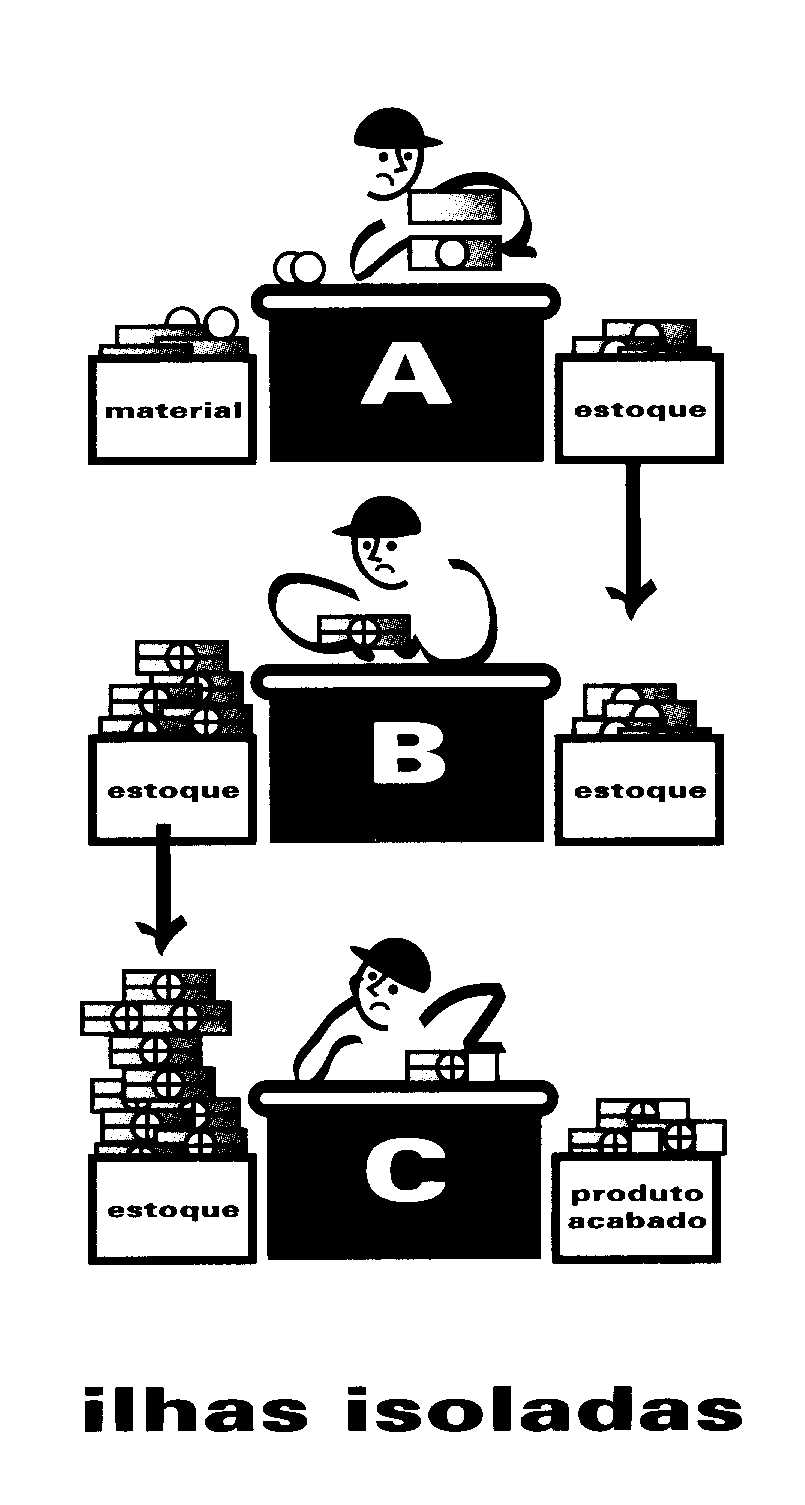 A
material
estoque
B
estoque
estoque
C
estoque
produto
acabado
ilhas isoladas